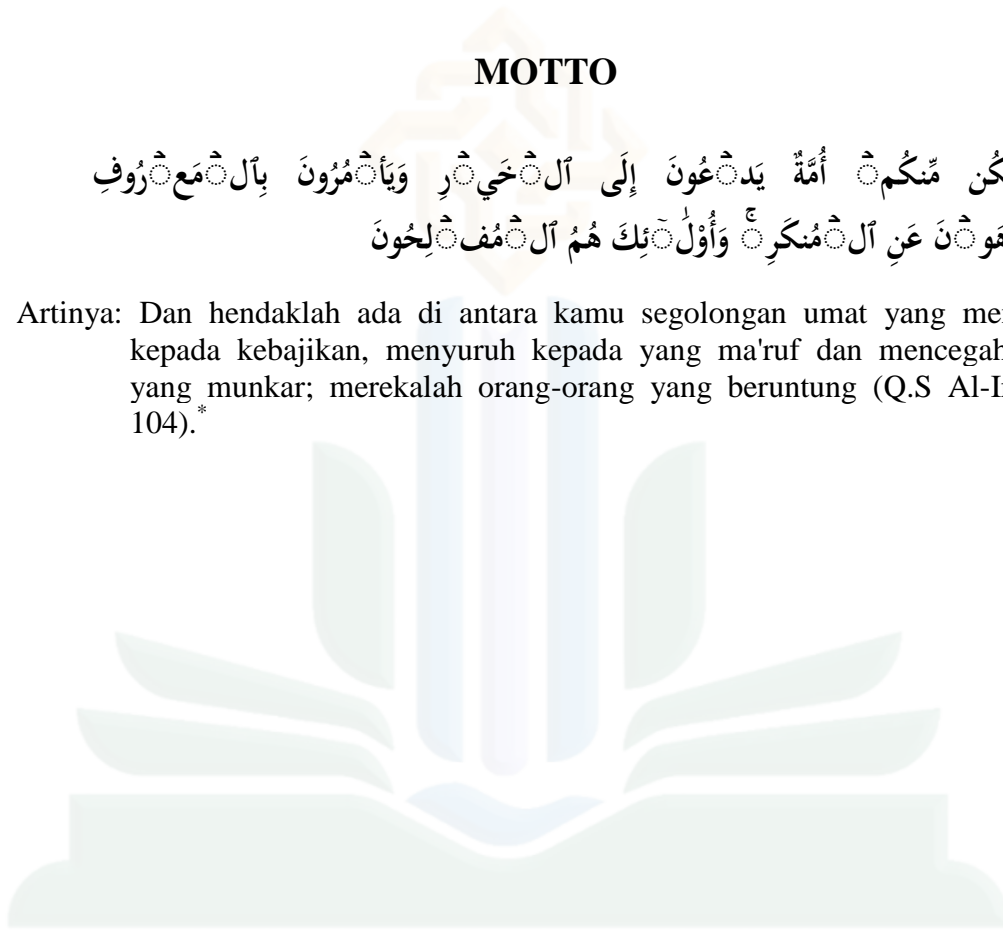 MOTTO
مِّنكُمۡ أُمَّةٌ يَدۡعُونَ إِلَى ٱلۡخَيۡرِ وَيَأۡمُرُونَ بِٱلۡمَعۡرُوفِ
عَنِ ٱلۡمُنكَرِۚ وَأُوْلَٰٓئِكَ هُمُ ٱلۡمُفۡلِحُونَ
Artinya: Dan hendaklah ada di antara kamu segolongan umat yang
kepada kebajikan, menyuruh kepada yang ma'ruf dan mencegah
yang munkar; merekalah orang-orang yang beruntung (Q.S
104).*